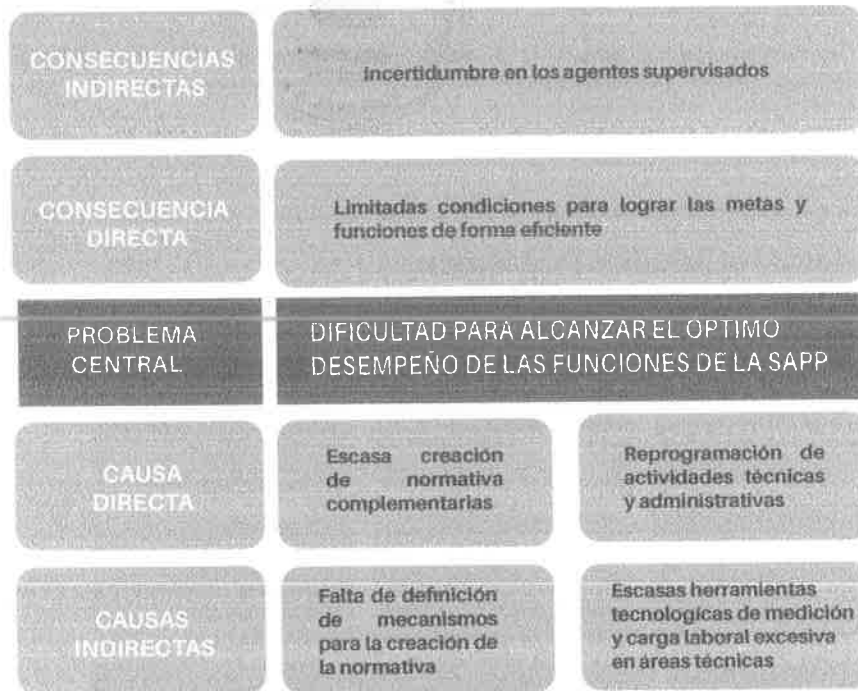 CONSECUENCIAS
INDIRECTAS
Incertidumbre en los agentes supervisados
CONSECUENCIA
DIRECTA
Limitadas condiciones para lograr las metas y
funciones de forma eficiente
PROBLEMA
CENTRAL
DIFICULTAD PARA ALCANZAR EL OPTIMO
DESEMPEÑO DE LAS FUNCIONES DE LA SAPP
CAUSA
DIRECTA
Escasa creación
de normativa
complementarias
Reprogramación de
actividades técnicas
y administrativas
CAUSAS
INDIRECTAS
Falta de definición
de mecanismos
para la creación de
la normativa
Escasas herramientas
tecnologícas de medición
y carga laboral excesiva
en áreas técnicas